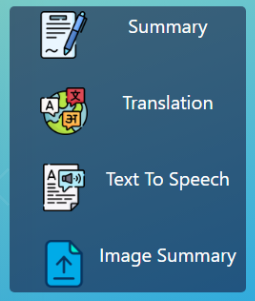 Summary
Translation
Text To Speech
Image Summary